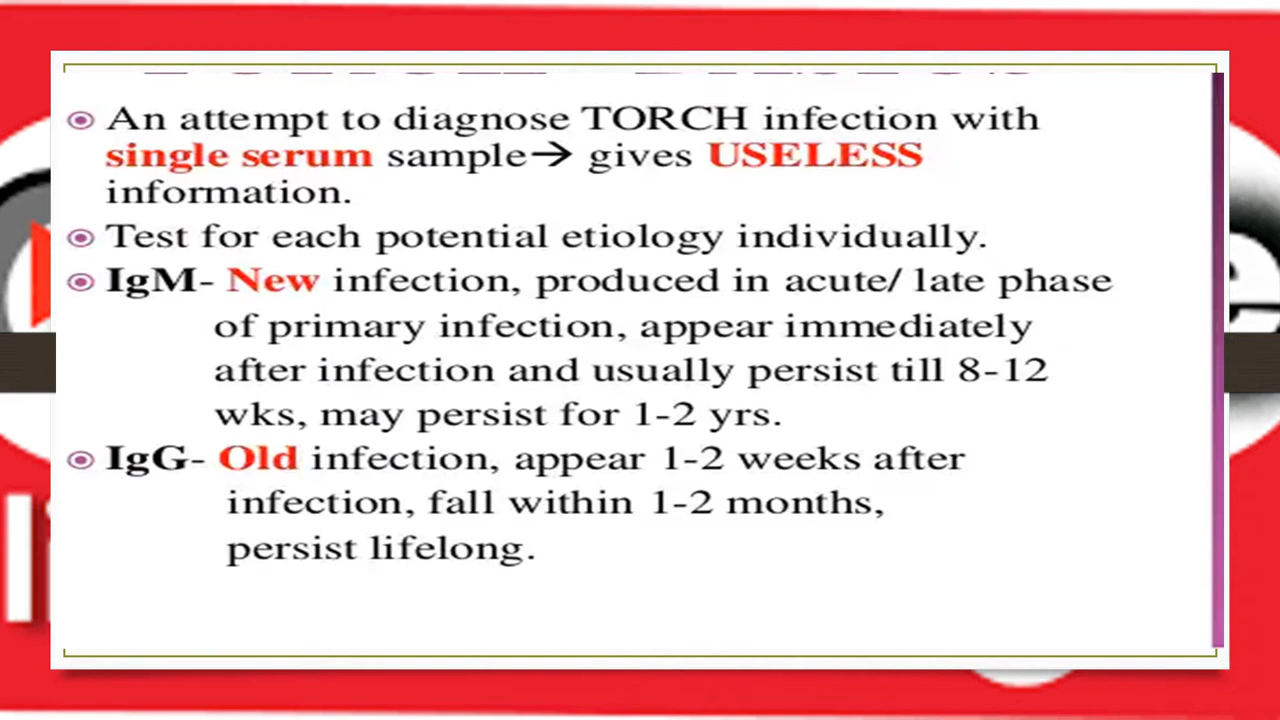 An attempt to diagnose TORCH infection with
single serum sample→ gives USELESS
information.
Test for each potential etiology individually.
IgM- New infection, produced in acute/ late phase
of primary infection, appear immediately
after infection and usually persist till 8-12
wks, may persist for 1-2 yrs.
IgG- Old infection, appear 1-2 weeks after
infection, fall within 1-2 months,
persist lifelong.